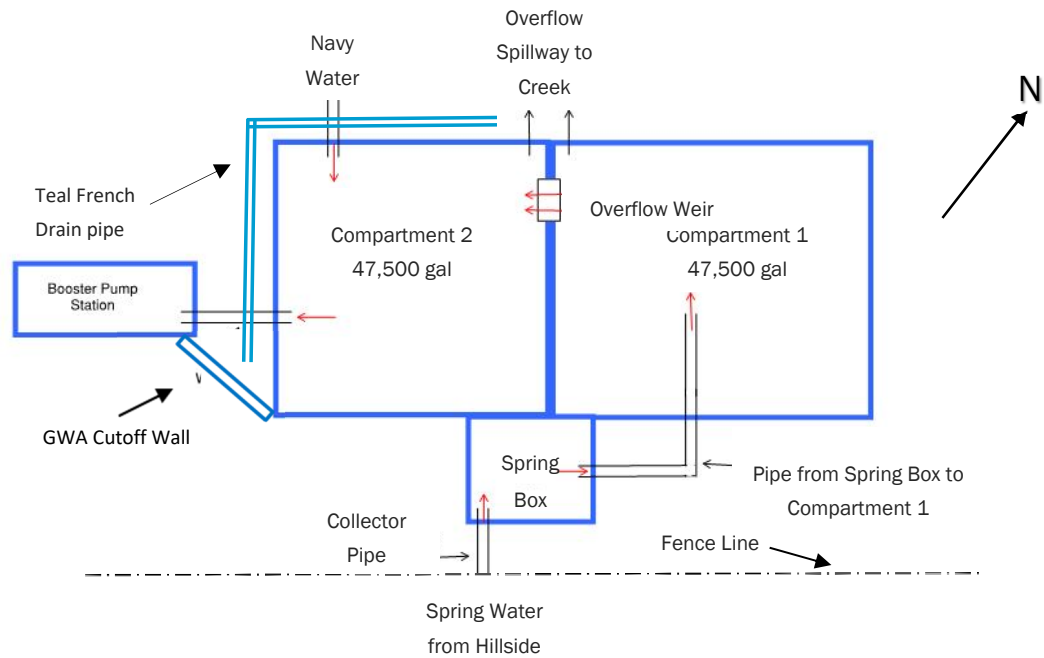 Overflow
Spillway to
Creek
Navy
Water
N
Teal French
Drain pipe
Overflow Weir
Compartment 2
47,500 gal
Compartment 1
47,500 gal
Booster Pump
Station
GWA Cutoff Wall
Spring
Box
Pipe from Spring Box to
Compartment 1
Collector
Pipe
Fence Line
Spring Water
from Hillside